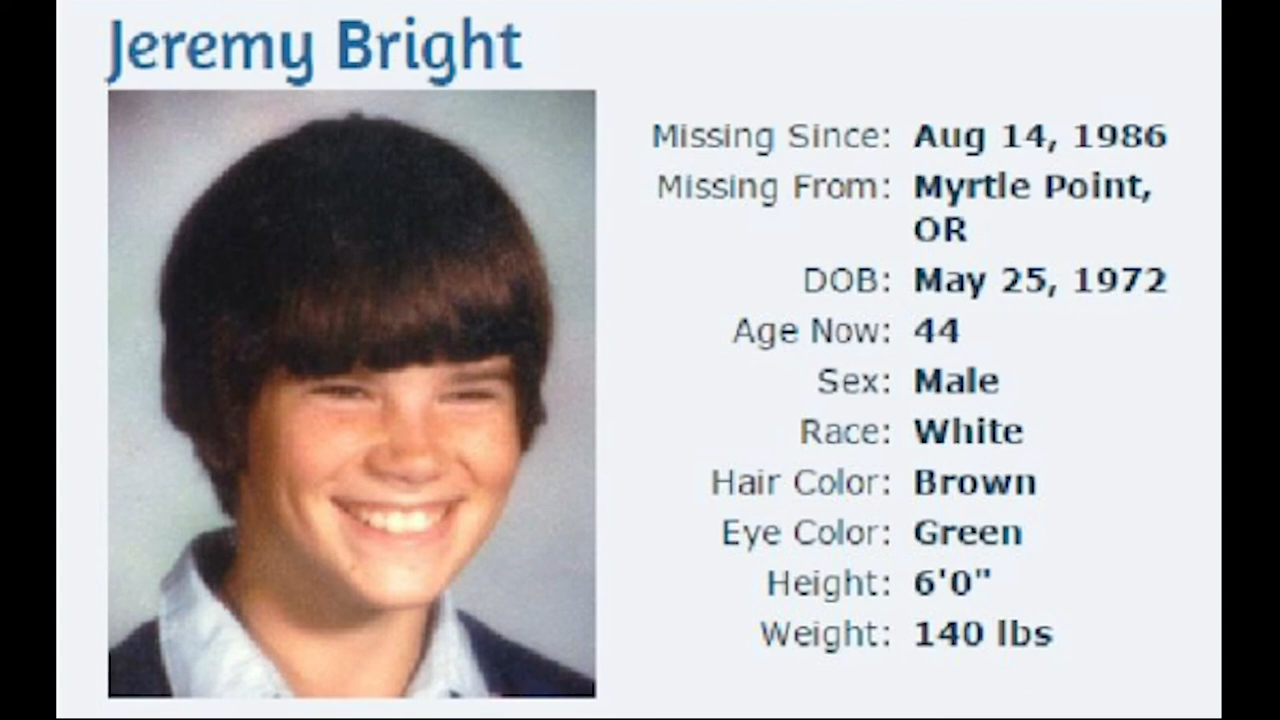 Jeremy Bright
Missing Since: Aug 14, 1986
Missing From: Myrtle Point,
OR
DOB: May 25, 1972
Age Now: 44
Sex: Male
Race: White
Hair Color: Brown
Eye Color: Green
Height: 6'0"
Weight: 140 lbs